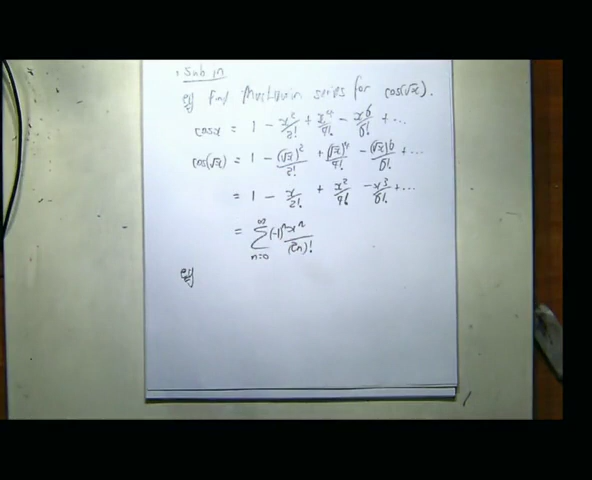 . Sub in
eg Find Maclaurin series for cos(√x).
cosx = 1 - x²/2! + x⁴/4! - x⁶/6! + ...
cos(√x) = 1 - (√x)²/2! + (√x)⁴/4! - (√x)⁶/6! + ...
= 1 - x/2! + x²/4! - x³/6! + ...
= ∞∑n=0 (-1)ⁿxⁿ/(2n)!
eg